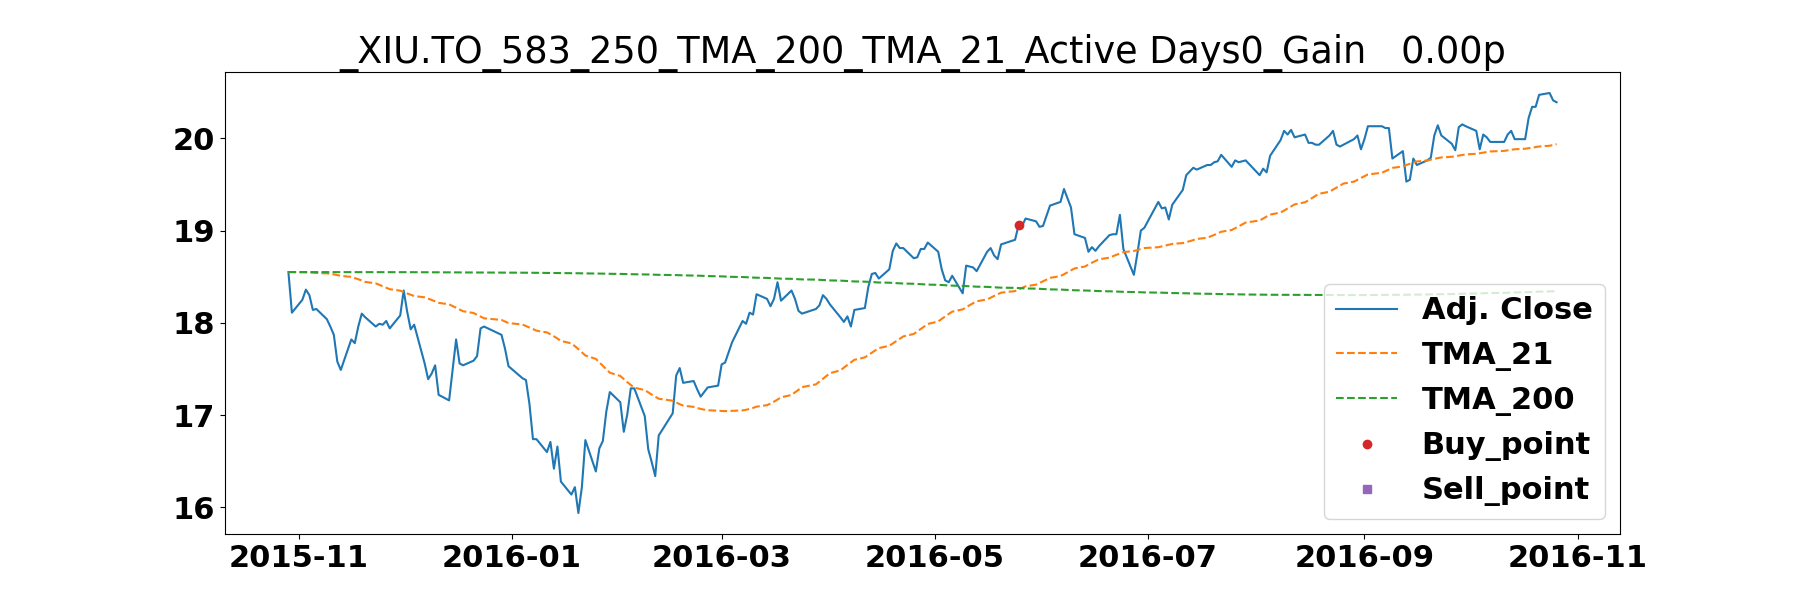 _XIU.TO_583_250_TMA_200_TMA_21_Active Days0_Gain   0.00p
20
19
18
17
16
2015-11 2016-01 2016-03 2016-05 2016-07 2016-09 2016-11
Adj. Close
TMA_21
TMA_200
Buy_point
Sell_point